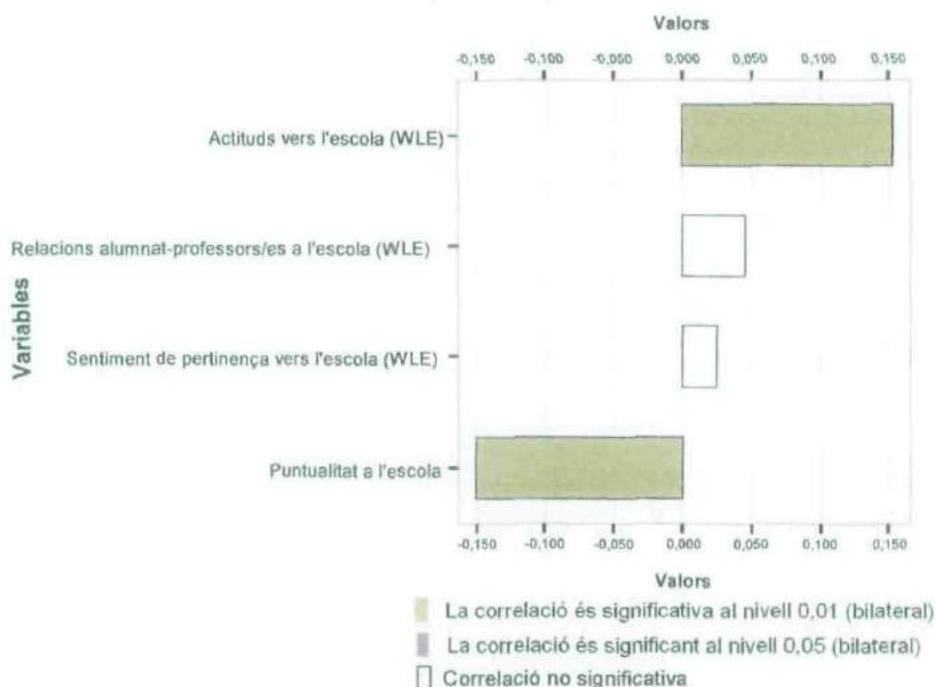 Valors
-0,150 -0,100 -0,050 0,000 0,050 0,100 0,150
Actituds vers l'escola (WLE)
Relacions alumnat-professors/es a l'escola (WLE)
Variables
Sentiment de pertinença vers l'escola (WLE)
Puntualitat a l'escola
-0,150 -0,100 -0,050 0,000 0,050 0,100 0,150
Valors
La correlació és significativa al nivell 0,01 (bilateral)
La correlació és significant al nivell 0,05 (bilateral)
Correlació no significativa